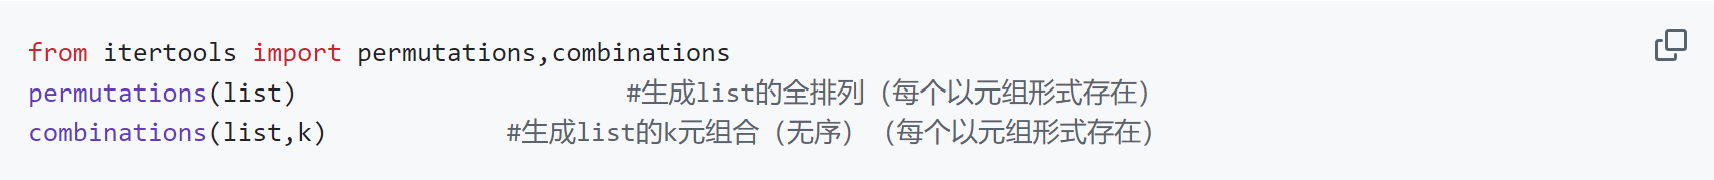 from itertools import permutations,combinations
permutations(list)                      #生成list的全排列（每个以元组形式存在）
combinations(list,k)            #生成list的k元组合（无序）（每个以元组形式存在）